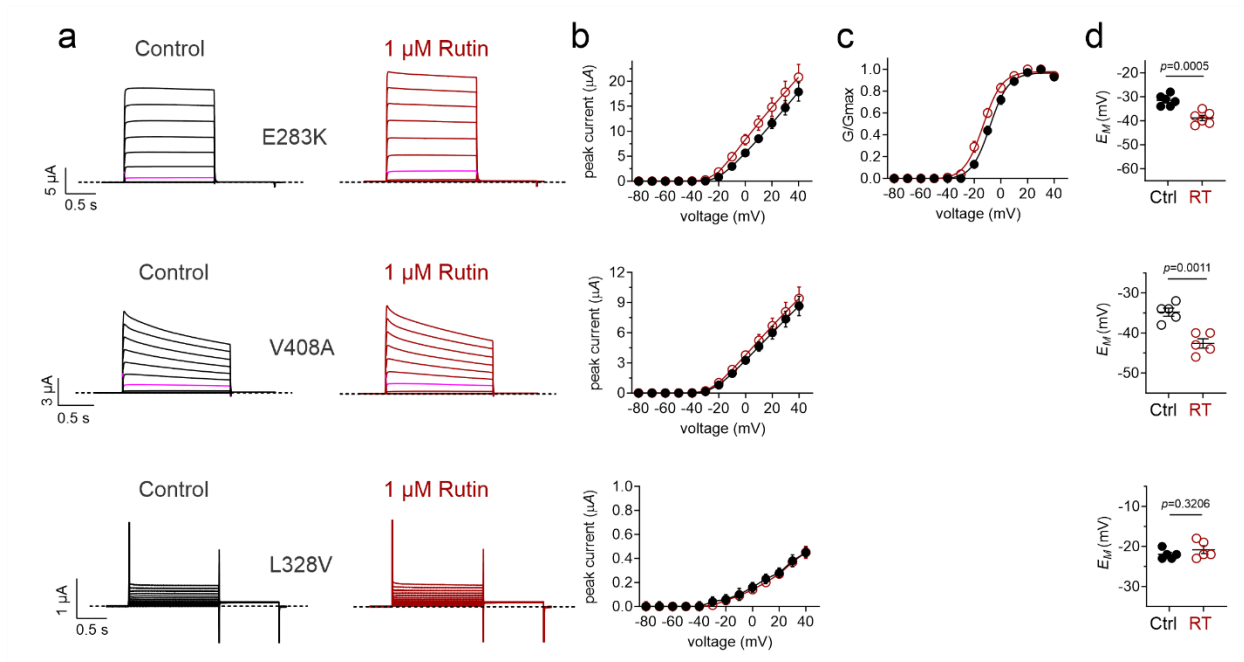 a
b
c
d
Control
1 µM Rutin
E283K
5 µA
0.5 s
peak current (µA)
20
15
10
5
0
-80 -60 -40 -20 0 20 40
voltage (mV)
G/Gmax
1.0
0.8
0.6
0.4
0.2
0.0
-80 -60 -40 -20 0 20 40
voltage (mV)
p=0.0005
E_M (mV)
-20
-30
-40
-50
-60
Ctrl RT
Control
1 µM Rutin
V408A
3 µA
0.5 s
peak current (µA)
12
9
6
3
0
-80 -60 -40 -20 0 20 40
voltage (mV)
p=0.0011
E_M (mV)
-30
-40
-50
Ctrl RT
Control
1 µM Rutin
L328V
1 µA
0.5 s
peak current (µA)
1.0
0.8
0.6
0.4
0.2
0.0
-80 -60 -40 -20 0 20 40
voltage (mV)
p=0.3206
E_M (mV)
-10
-20
-30
Ctrl RT